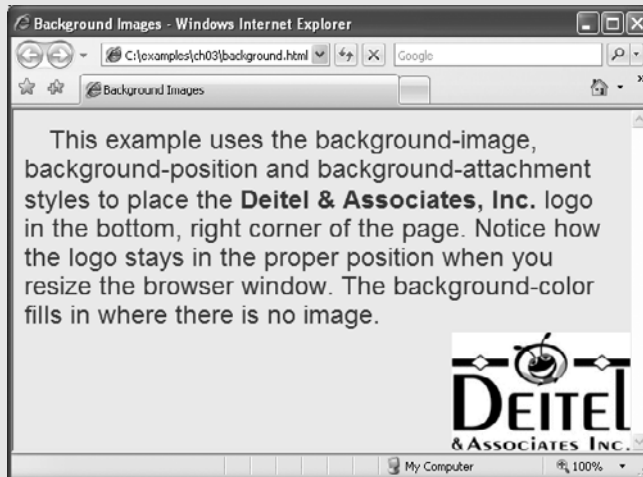 Background Images - Windows Internet Explorer
C:\examples\ch03\background.html
Google
Background Images
This example uses the background-image,
background-position and background-attachment
styles to place the Deitel & Associates, Inc. logo
in the bottom, right corner of the page. Notice how
the logo stays in the proper position when you
resize the browser window. The background-color
fills in where there is no image.
DEITEL
& ASSOCIATES INC.
My Computer
100%